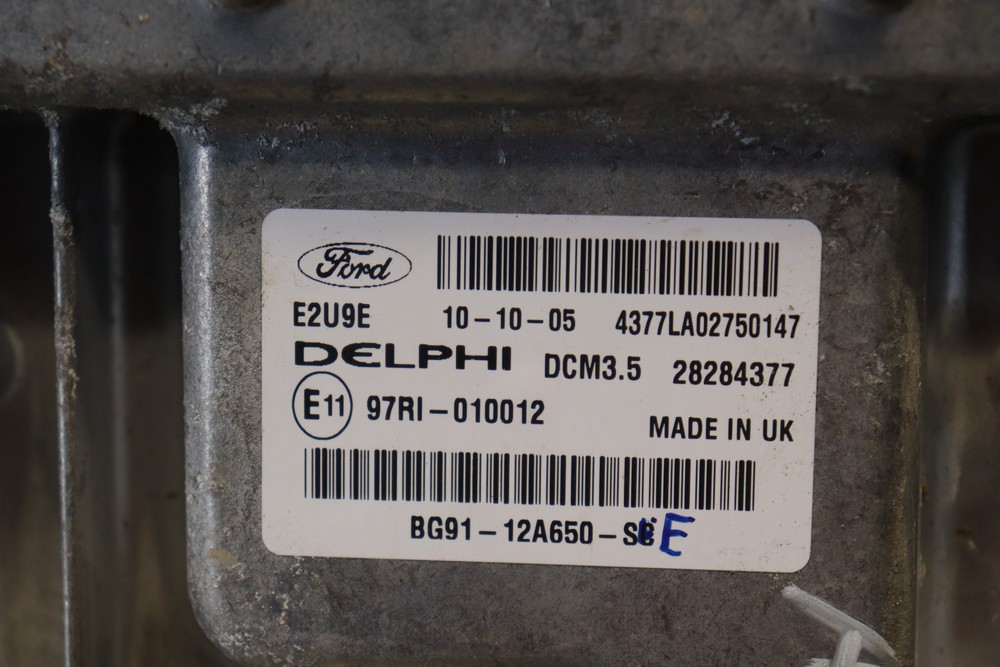 Ford
E2U9E 10-10-05 4377LA02750147
DELPHI DCM3.5 28284377
E11 97RI-010012
MADE IN UK
BG91-12A650-S E